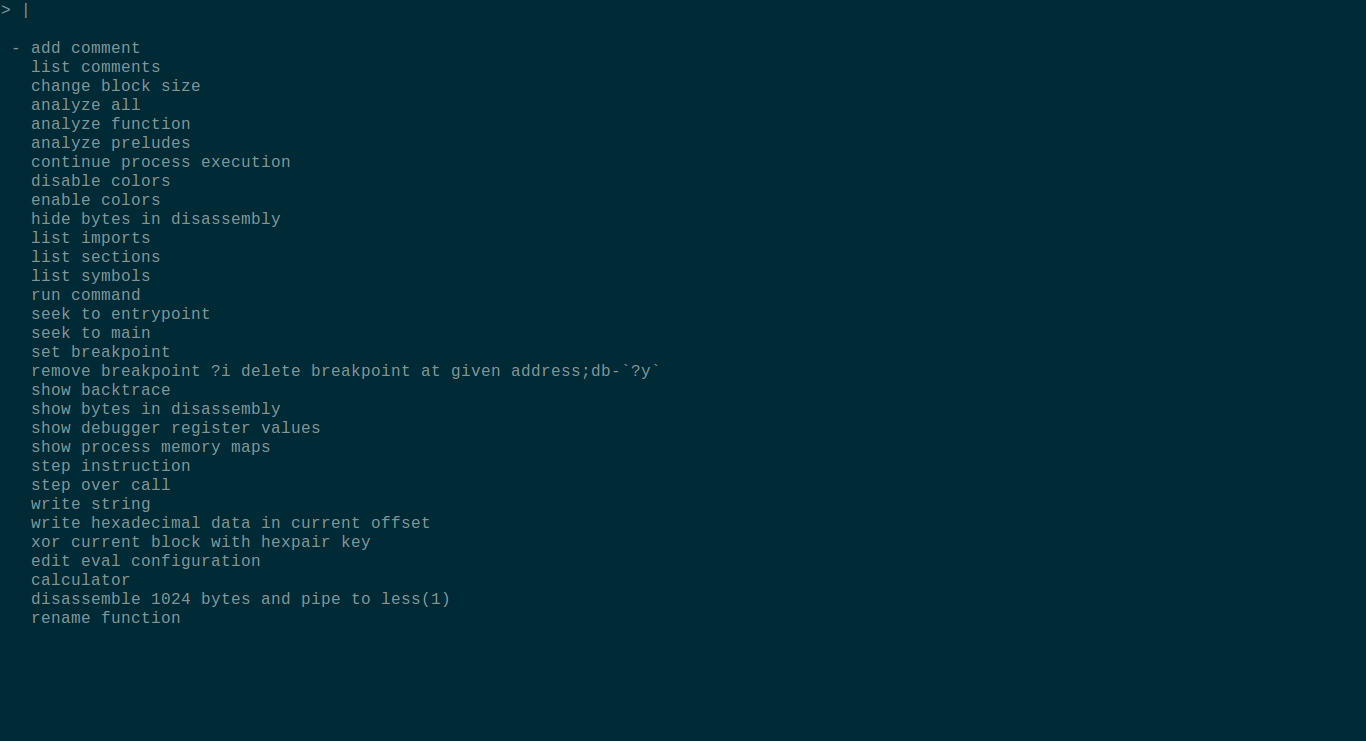 > |
- add comment
list comments
change block size
analyze all
analyze function
analyze preludes
continue process execution
disable colors
enable colors
hide bytes in disassembly
list imports
list sections
list symbols
run command
seek to entrypoint
seek to main
set breakpoint
remove breakpoint ?i delete breakpoint at given address;db-`?y`
show backtrace
show bytes in disassembly
show debugger register values
show process memory maps
step instruction
step over call
write string
write hexadecimal data in current offset
xor current block with hexpair key
edit eval configuration
calculator
disassemble 1024 bytes and pipe to less(1)
rename function